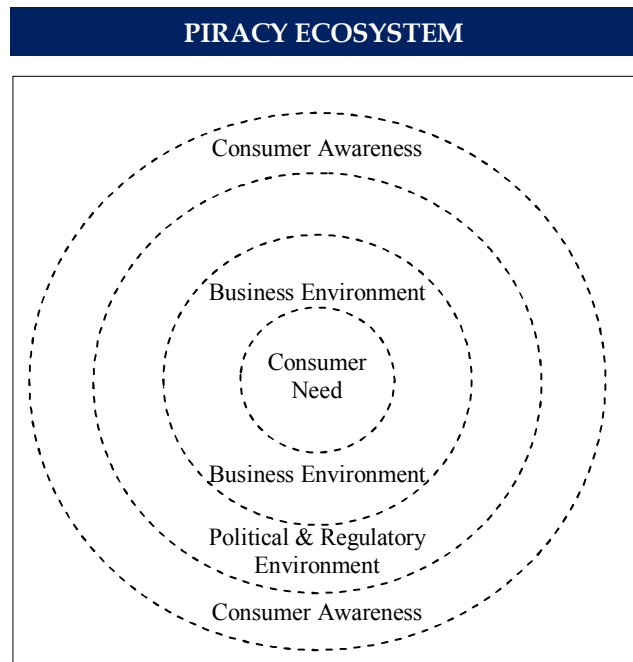 PIRACY ECOSYSTEM
Consumer Awareness
Business Environment
Consumer
Need
Business Environment
Political & Regulatory
Environment
Consumer Awareness